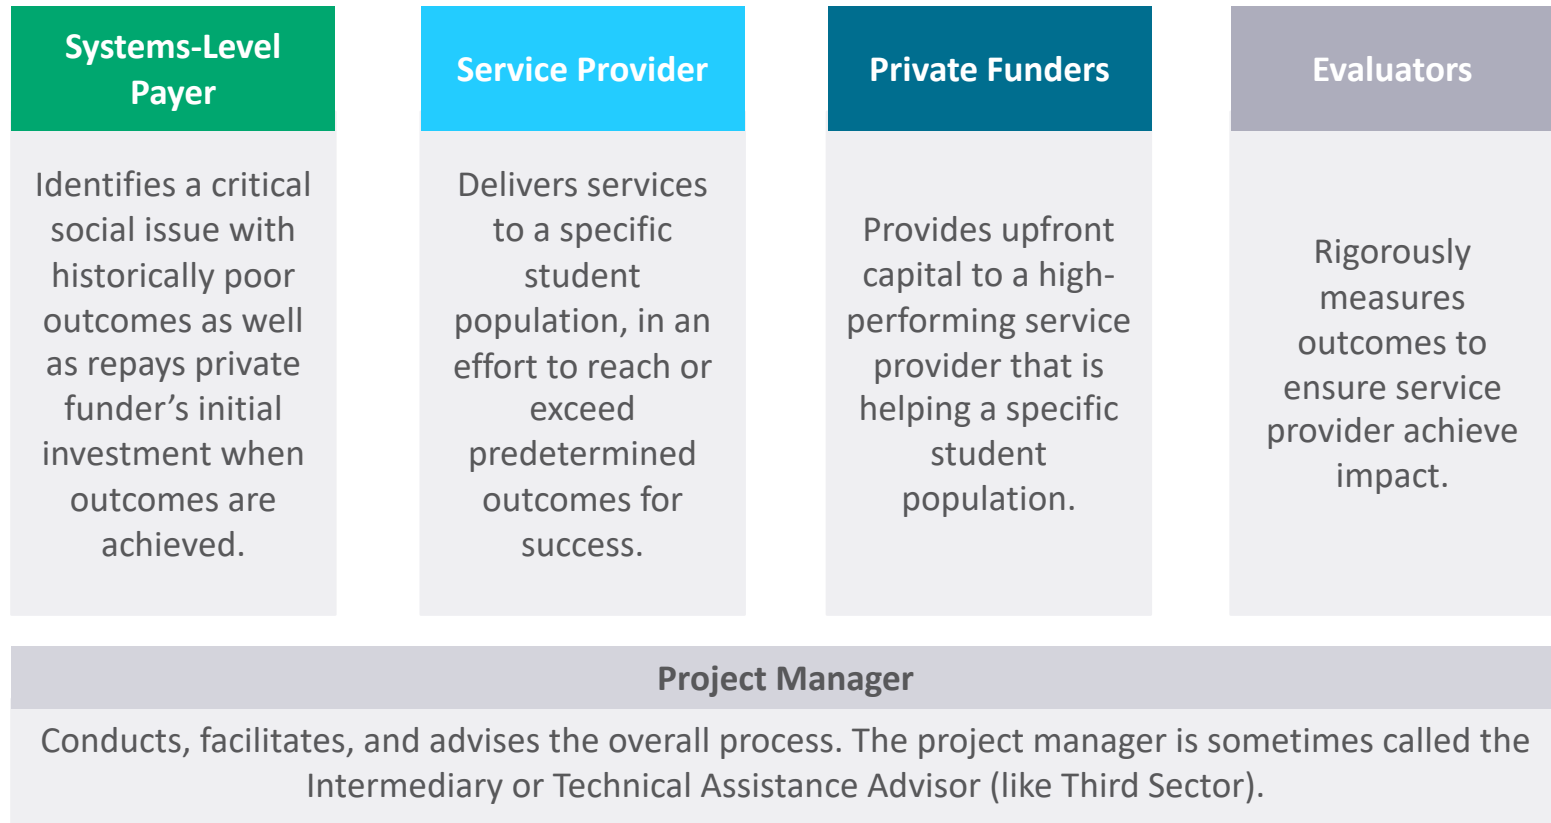 Systems-Level
Payer
Identifies a critical
social issue with
historically poor
outcomes as well
as repays private
funder’s initial
investment when
outcomes are
achieved.
Service Provider
Delivers services
to a specific
student
population, in an
effort to reach or
exceed
predetermined
outcomes for
success.
Private Funders
Provides upfront
capital to a high-
performing service
provider that is
helping a specific
student
population.
Evaluators
Rigorously
measures
outcomes to
ensure service
provider achieve
impact.
Project Manager
Conducts, facilitates, and advises the overall process. The project manager is sometimes called the
Intermediary or Technical Assistance Advisor (like Third Sector).